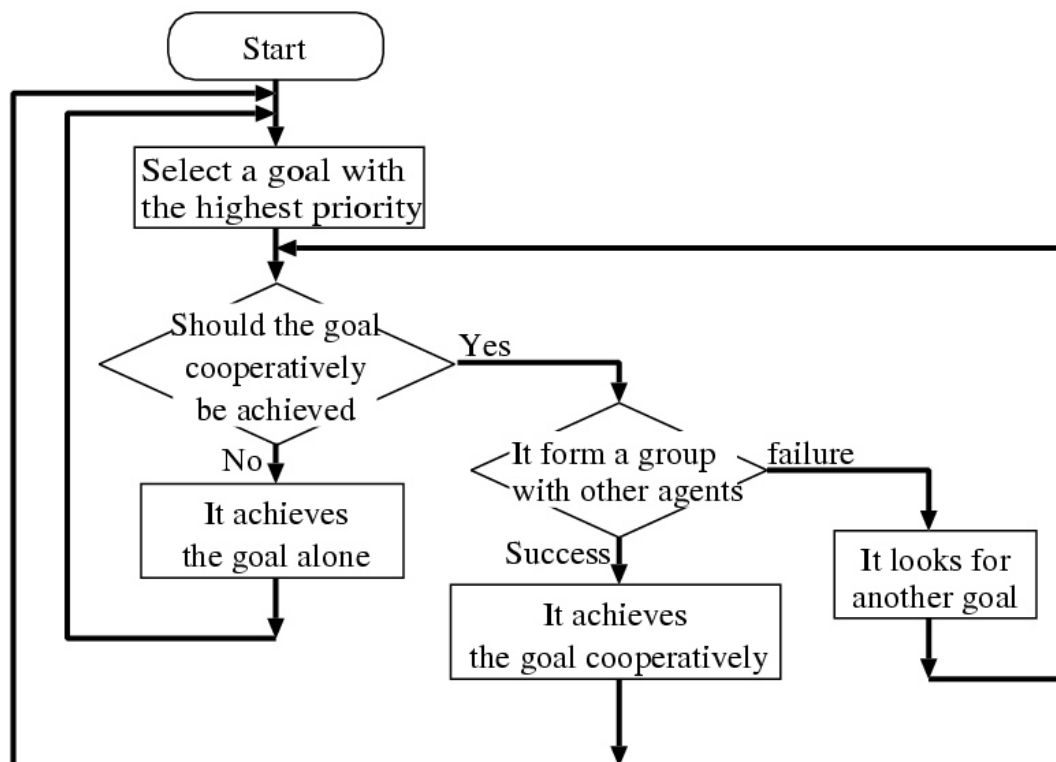 Start
Select a goal with
the highest priority
Should the goal
cooperatively
be achieved
Yes
No
It form a group
with other agents
failure
It achieves
the goal alone
Success
It looks for
another goal
It achieves
the goal cooperatively